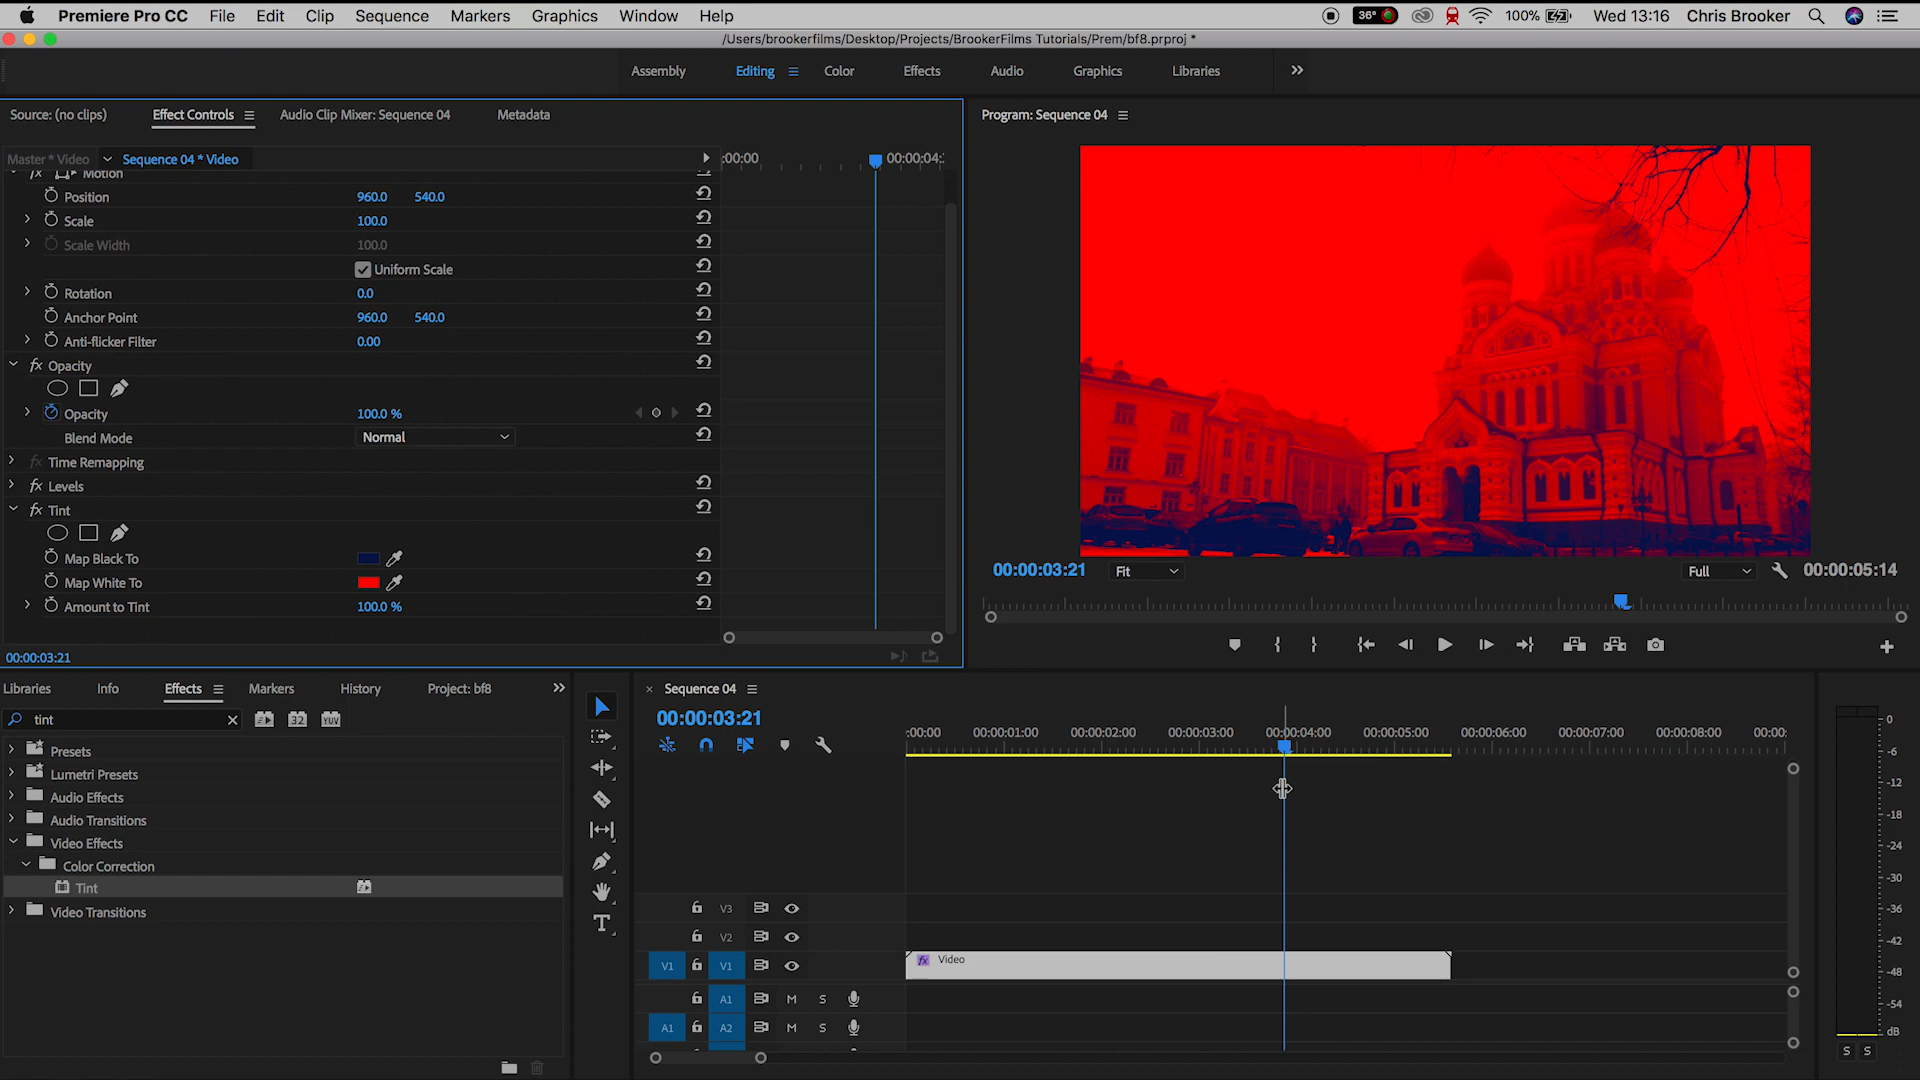 Premiere Pro CC File Edit Clip Sequence Markers Graphics Window Help 36° 100% Wed 13:16 Chris Brooker
/Users/brookerfilms/Desktop/Projects/BrookerFilms Tutorials/Prem/bf8.prproj *
Assembly Editing Color Effects Audio Graphics Libraries
Source: (no clips) Effect Controls Audio Clip Mixer: Sequence 04 Metadata
Program: Sequence 04
Master * Video Sequence 04 * Video
:00:00 00:00:04:
fx Motion
Position 960.0 540.0
Scale 100.0
Scale Width 100.0
Uniform Scale
Rotation 0.0
Anchor Point 960.0 540.0
Anti-flicker Filter 0.00
fx Opacity
Opacity 100.0 %
Blend Mode Normal
fx Time Remapping
fx Levels
fx Tint
Map Black To
Map White To
Amount to Tint 100.0 %
00:00:03:21
00:00:03:21 Fit Full 00:00:05:14
Libraries Info Effects Markers History Project: bf8
tint 32 YUV
Presets
Lumetri Presets
Audio Effects
Audio Transitions
Video Effects
Color Correction
Tint
Video Transitions
× Sequence 04
00:00:03:21
:00:00 00:00:01:00 00:00:02:00 00:00:03:00 00:00:04:00 00:00:05:00 00:00:06:00 00:00:07:00 00:00:08:00 00:00:
V3
V2
V1 V1 fx Video
A1 M S
A1 A2 M S
0
-6
-12
-18
-24
-30
-36
-42
-48
-54
dB
S S